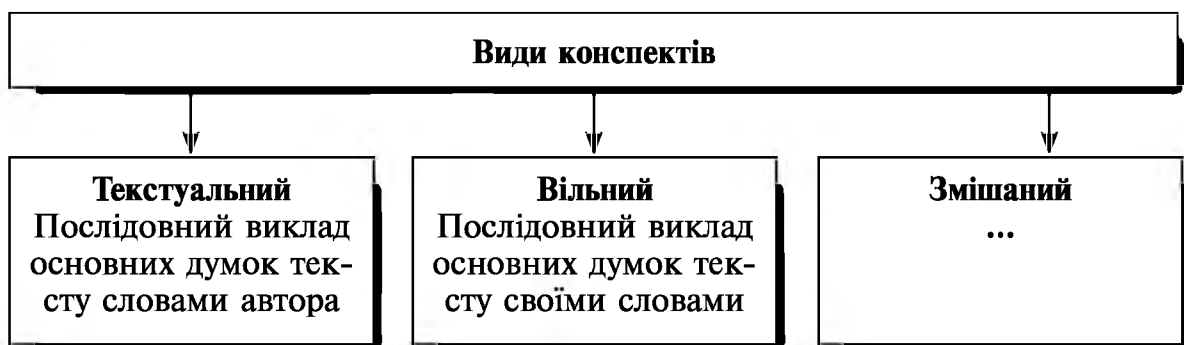 Види конспектів
Текстуальний
Послідовний виклад
основних думок тек-
сту словами автора
Вільний
Послідовний виклад
основних думок тек-
сту своїми словами
Змішаний
...